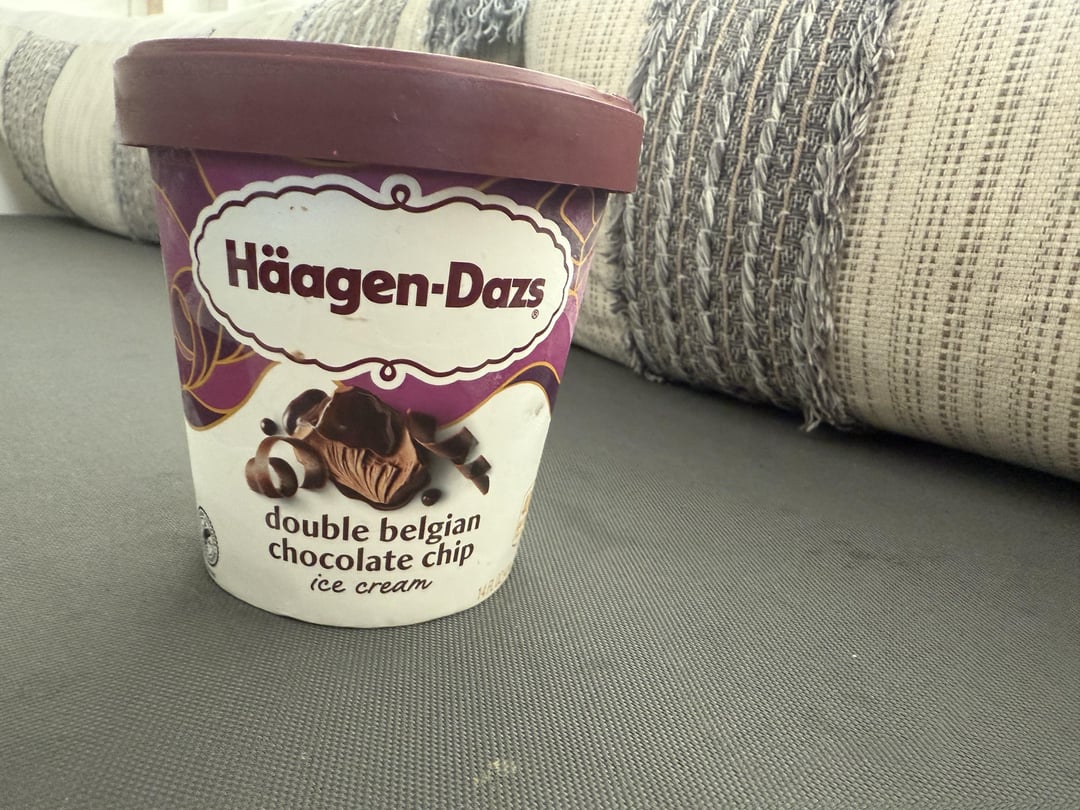 Häagen-Dazs®
double belgian
chocolate chip
ice cream